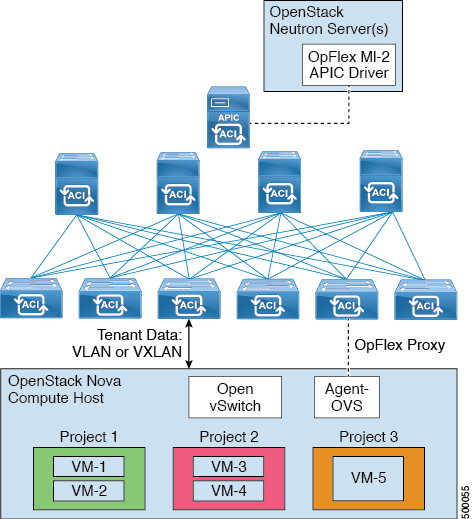 OpenStack
Neutron Server(s)
OpFlex MI-2
APIC Driver
APIC
ACI
ACI
ACI
ACI
ACI
ACI
ACI
ACI
ACI
ACI
ACI
Tenant Data:
VLAN or VXLAN
OpFlex Proxy
OpenStack Nova
Compute Host
Open
vSwitch
Agent-
OVS
Project 1
Project 2
Project 3
VM-1
VM-3
VM-5
VM-2
VM-4
500055